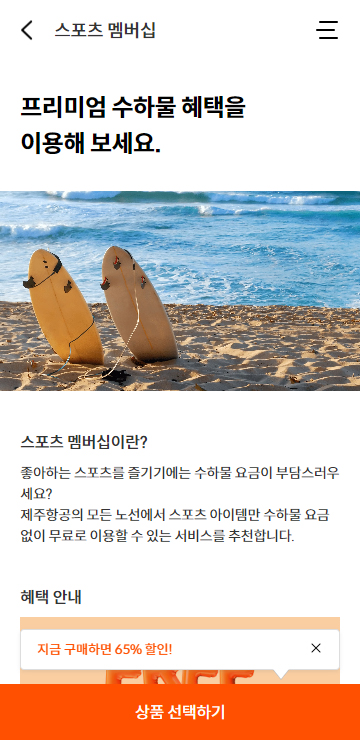 스포츠 멤버십
프리미엄 수하물 혜택을
이용해 보세요.
스포츠 멤버십이란?
좋아하는 스포츠를 즐기기에는 수하물 요금이 부담스러우
세요?
제주항공의 모든 노선에서 스포츠 아이템만 수하물 요금
없이 무료로 이용할 수 있는 서비스를 추천합니다.
혜택 안내
지금 구매하면 65% 할인!
FREE
상품 선택하기